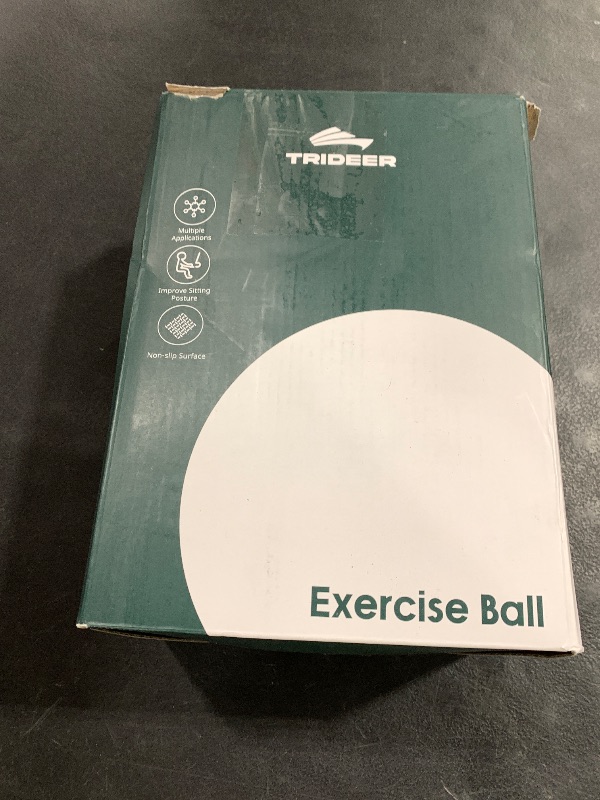 TRIDEER
Multiple
Applications
Improve Sitting
Posture
Non-slip Surface
Exercise Ball